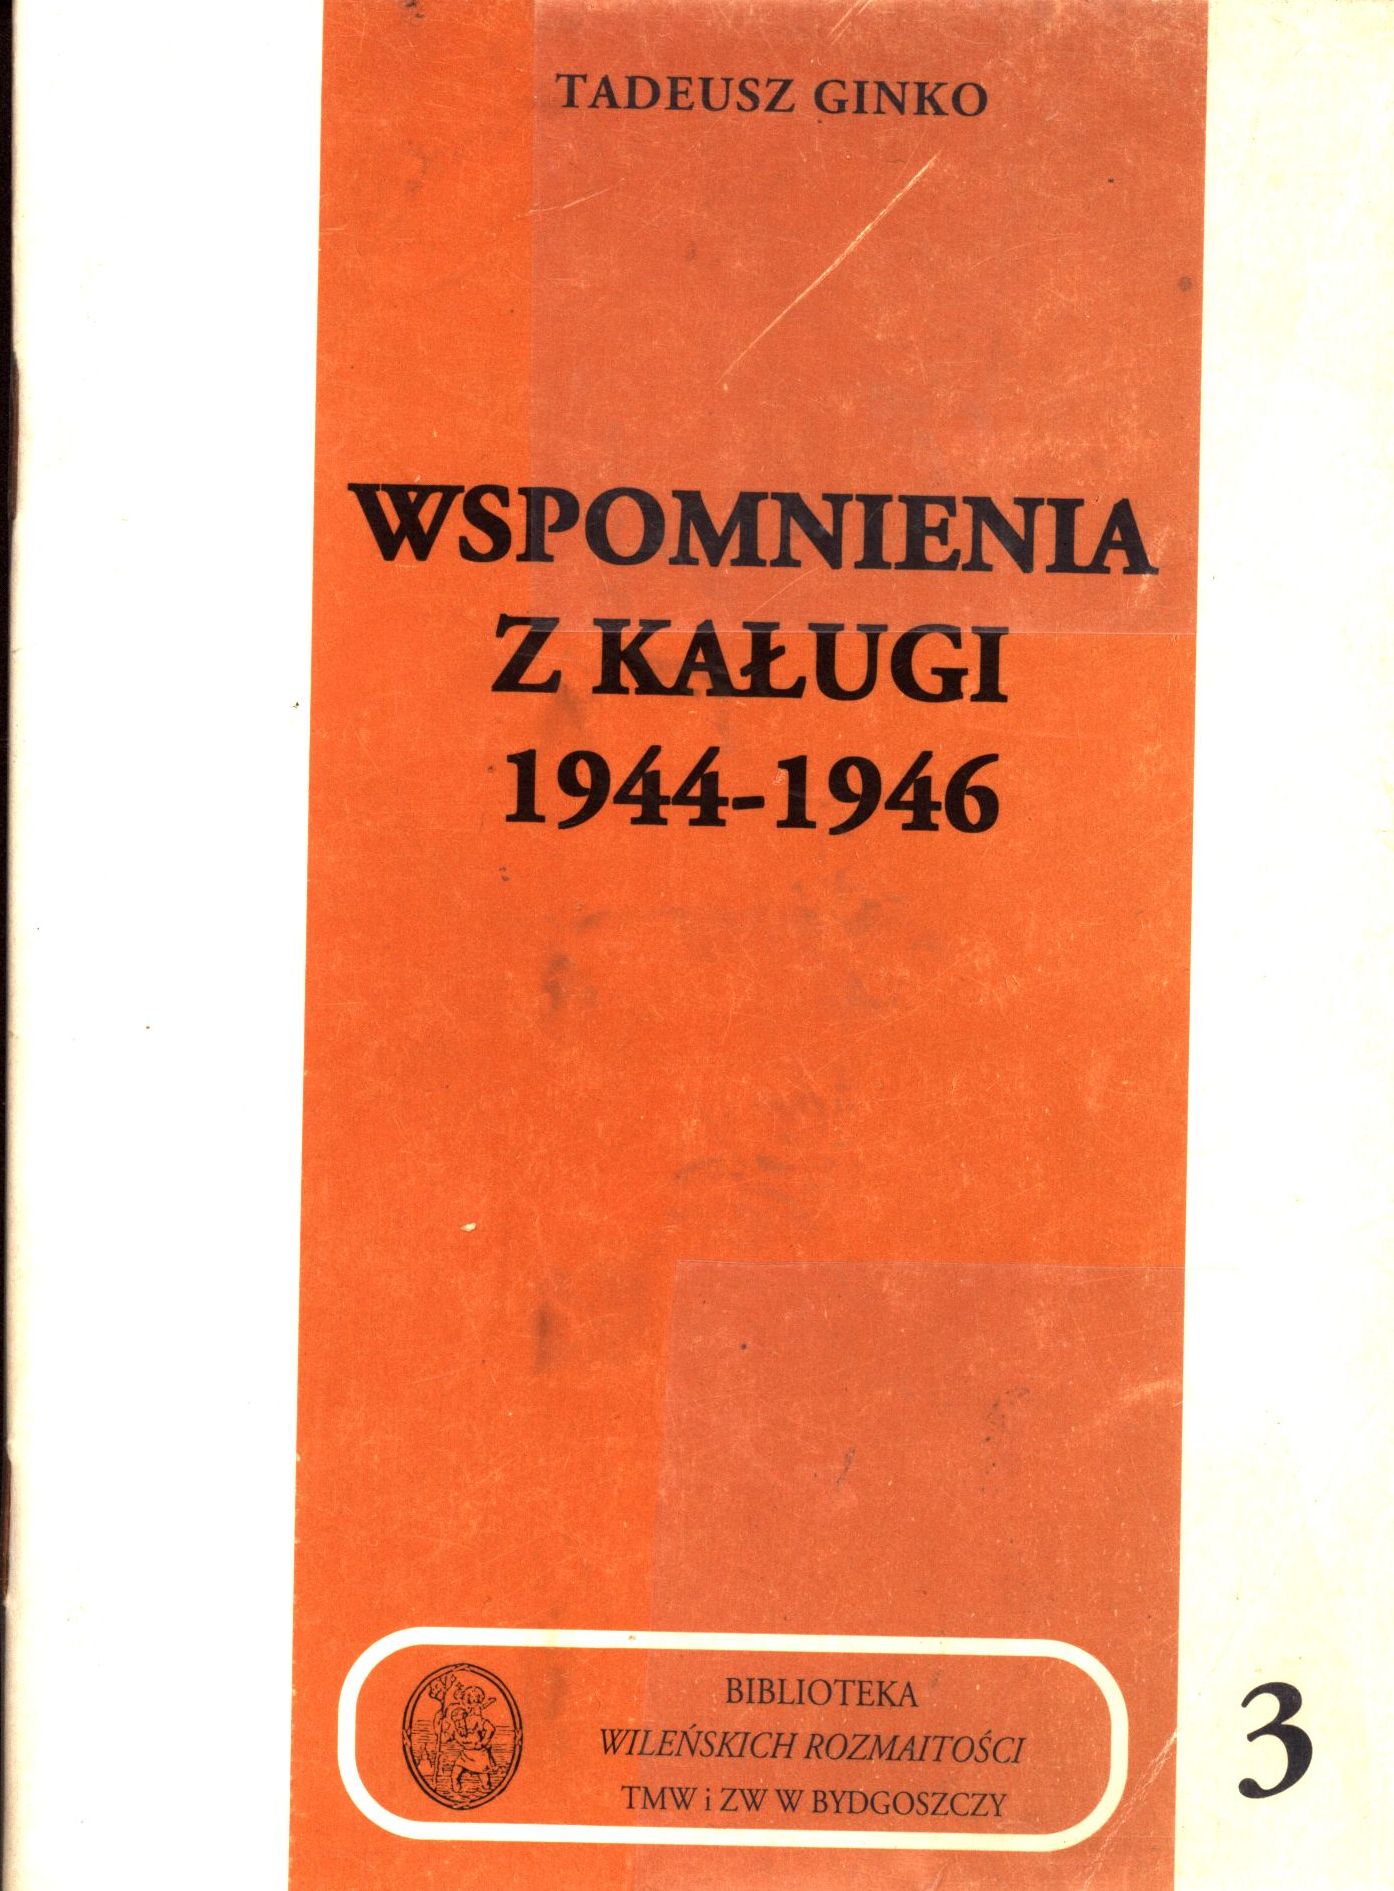 TADEUSZ GINKO
WSPOMNIENIA
Z KAŁUGI
1944-1946
BIBLIOTEKA
WILEŃSKICH ROZMAITOŚCI
TMW i ZW W BYDGOSZCZY
3